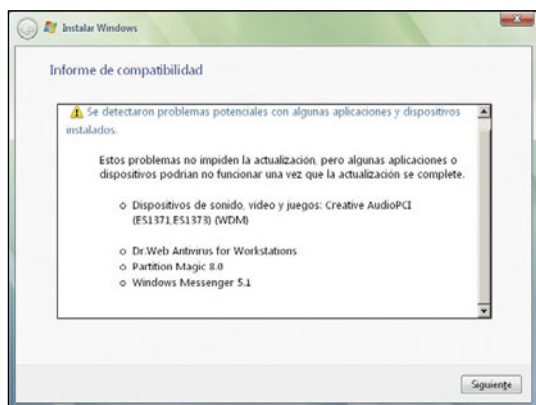 Instalar Windows
Informe de compatibilidad
Se detectaron problemas potenciales con algunas aplicaciones y dispositivos
instalados.
Estos problemas no impiden la actualización, pero algunas aplicaciones o
dispositivos podrían no funcionar una vez que la actualización se complete.
Dispositivos de sonido, video y juegos: Creative AudioPCI
(ES1371,ES1373) (WDM)
Dr.Web Antivirus for Workstations
Partition Magic 8.0
Windows Messenger 5.1
Siguiente